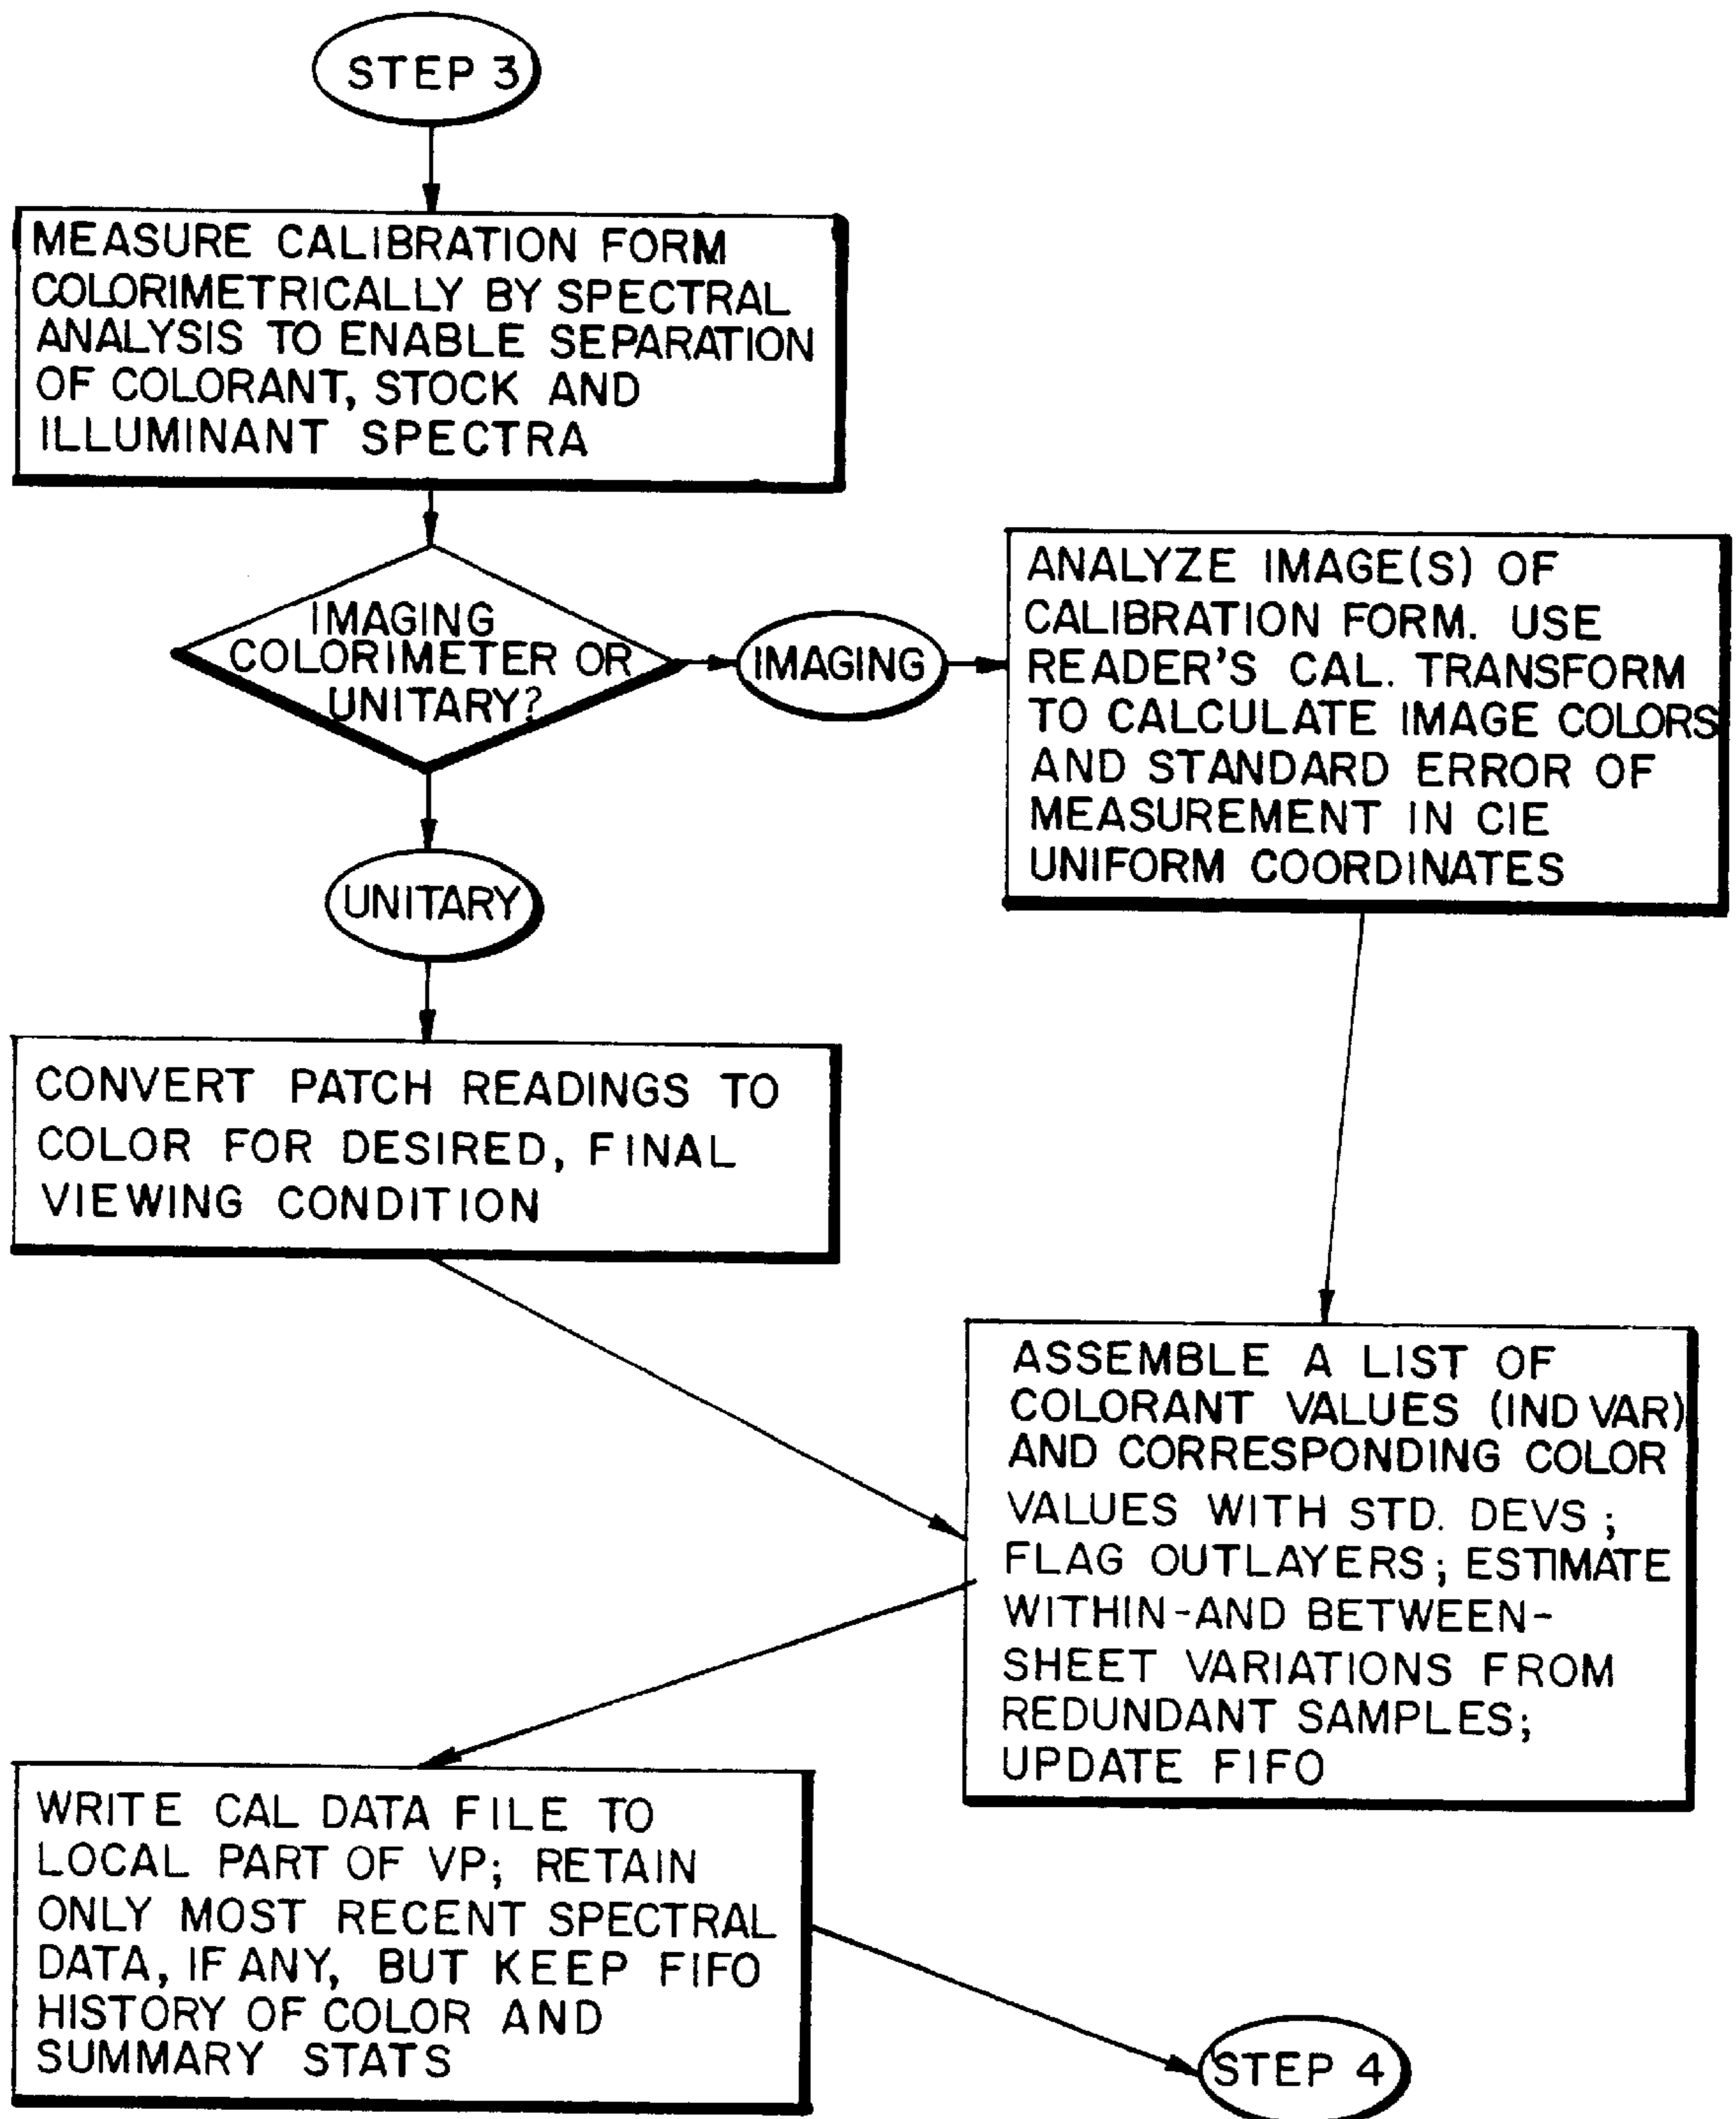 STEP 3
MEASURE CALIBRATION FORM
COLORIMETRICALLY BY SPECTRAL
ANALYSIS TO ENABLE SEPARATION
OF COLORANT, STOCK AND
ILLUMINANT SPECTRA
IMAGING
COLORIMETER OR
UNITARY?
IMAGING
ANALYZE IMAGE(S) OF
CALIBRATION FORM. USE
READER'S CAL. TRANSFORM
TO CALCULATE IMAGE COLORS
AND STANDARD ERROR OF
MEASUREMENT IN CIE
UNIFORM COORDINATES
UNITARY
CONVERT PATCH READINGS TO
COLOR FOR DESIRED, FINAL
VIEWING CONDITION
ASSEMBLE A LIST OF
COLORANT VALUES (IND VAR)
AND CORRESPONDING COLOR
VALUES WITH STD. DEVS;
FLAG OUTLAYERS; ESTIMATE
WITHIN-AND BETWEEN-
SHEET VARIATIONS FROM
REDUNDANT SAMPLES;
UPDATE FIFO
WRITE CAL DATA FILE TO
LOCAL PART OF VP; RETAIN
ONLY MOST RECENT SPECTRAL
DATA, IF ANY, BUT KEEP FIFO
HISTORY OF COLOR AND
SUMMARY STATS
STEP 4